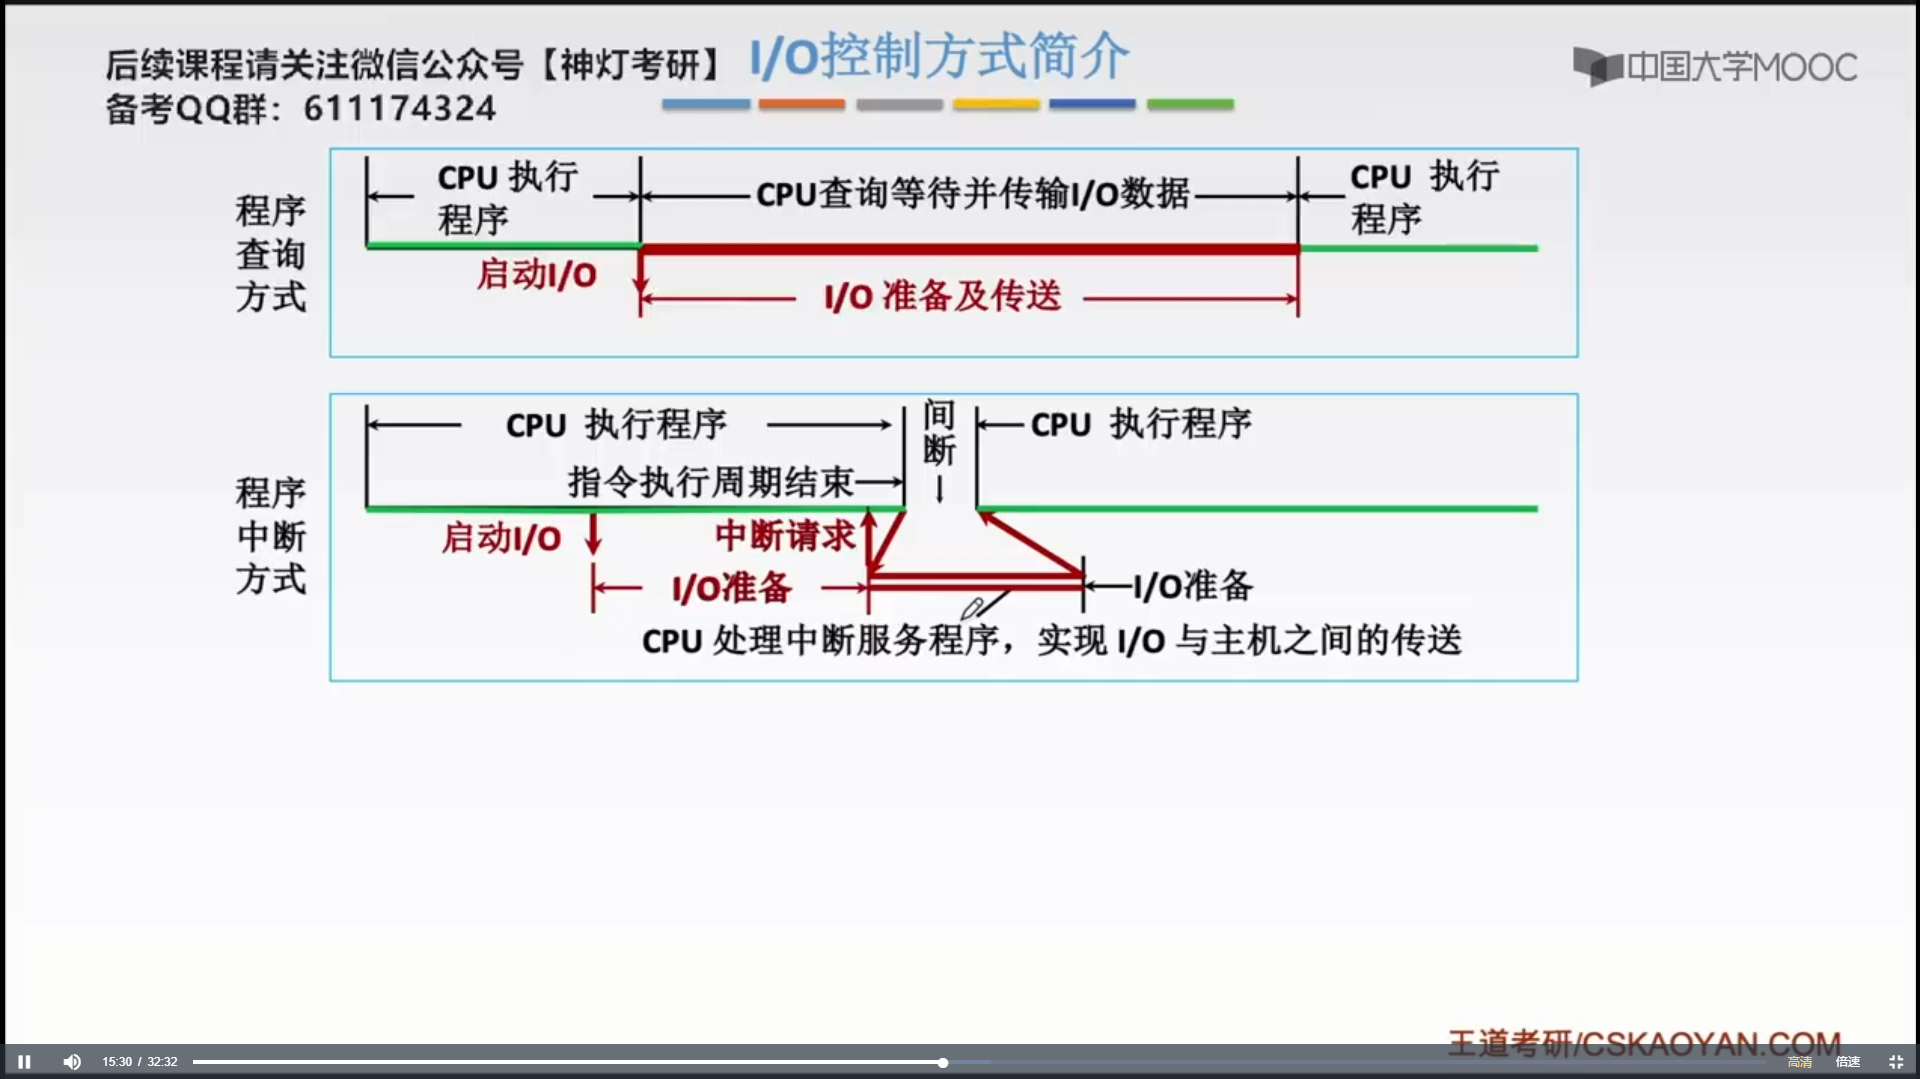 后续课程请关注微信公众号【神灯考研】
备考QQ群：611174324
I/O控制方式简介
中国大学MOOC
程序
查询
方式
CPU 执行
程序
CPU查询等待并传输I/O数据
CPU 执行
程序
启动I/O
I/O 准备及传送
程序
中断
方式
CPU 执行程序
间
断
CPU 执行程序
指令执行周期结束
启动I/O
中断请求
I/O准备
I/O准备
CPU 处理中断服务程序，实现 I/O 与主机之间的传送
王道考研/CSKAOYAN.COM
15:30 / 32:32
高清
倍速